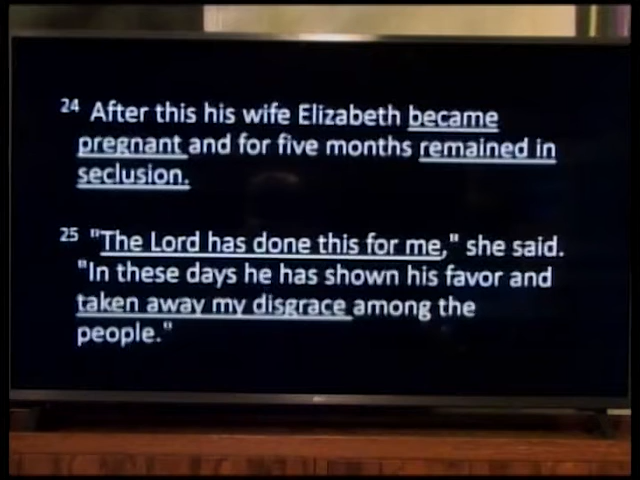 24 After this his wife Elizabeth became
pregnant and for five months remained in
seclusion.
25 "The Lord has done this for me," she said.
"In these days he has shown his favor and
taken away my disgrace among the
people."